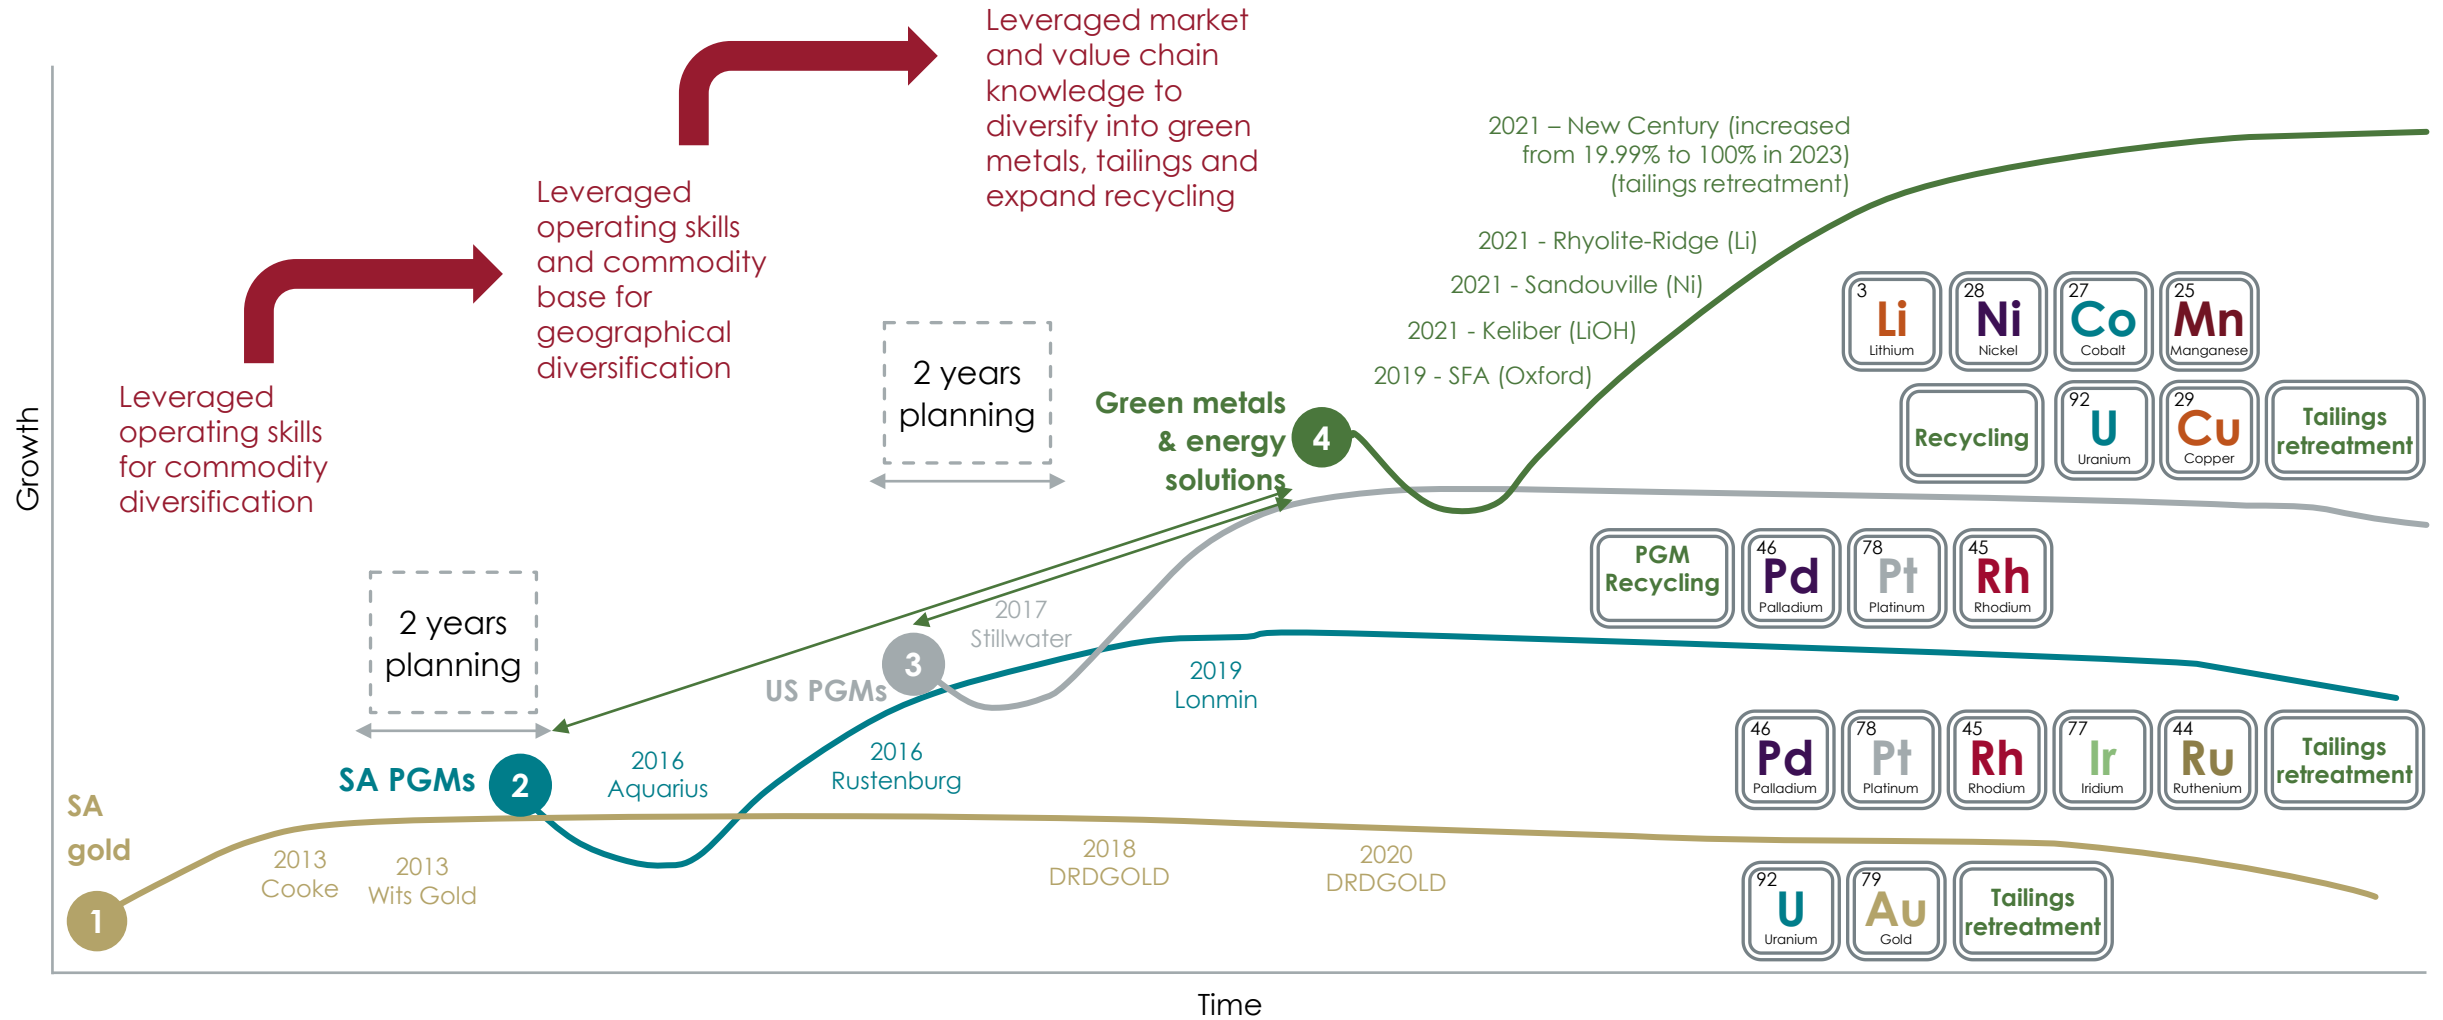 Leveraged market
and value chain
knowledge to
diversify into green
metals, tailings and
expand recycling
Leveraged
operating skills
and commodity
base for
geographical
diversification
Leveraged
operating skills
for commodity
diversification
2021 – New Century (increased
from 19.99% to 100% in 2023)
(tailings retreatment)
2021 - Rhyolite-Ridge (Li)
2021 - Sandouville (Ni)
2021 - Keliber (LiOH)
2019 - SFA (Oxford)
2 years
planning
Green metals
& energy
solutions
4
3
Li
Lithium
28
Ni
Nickel
27
Co
Cobalt
25
Mn
Manganese
Recycling
92
U
Uranium
29
Cu
Copper
Tailings
retreatment
Growth
PGM
Recycling
46
Pd
Palladium
78
Pt
Platinum
45
Rh
Rhodium
2 years
planning
2017
Stillwater
3
US PGMs
2019
Lonmin
SA PGMs
2
2016
Aquarius
2016
Rustenburg
46
Pd
Palladium
78
Pt
Platinum
45
Rh
Rhodium
77
Ir
Iridium
44
Ru
Ruthenium
Tailings
retreatment
SA
gold
1
2013
Cooke
2013
Wits Gold
2018
DRDGOLD
2020
DRDGOLD
92
U
Uranium
79
Au
Gold
Tailings
retreatment
Time